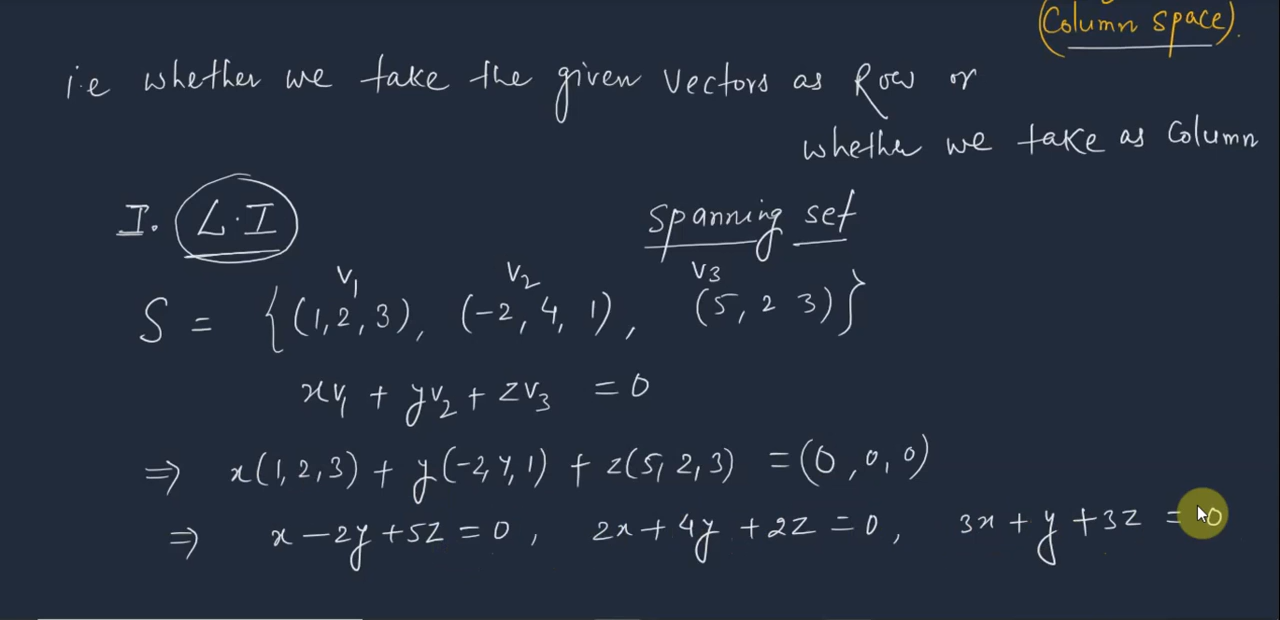 (Column space).
i.e whether we take the given vectors as Row or
whether we take as Column
I. L.I
Spanning set
V1 V2 V3
S = {(1,2,3), (-2,4,1), (5,2 3)}
xv1 + yv2 + zv3 = 0
⇒ x(1,2,3) + y(-2,4,1) + z(5,2,3) = (0,0,0)
⇒ x-2y+5z=0, 2x+4y+2z=0, 3x+y+3z=0